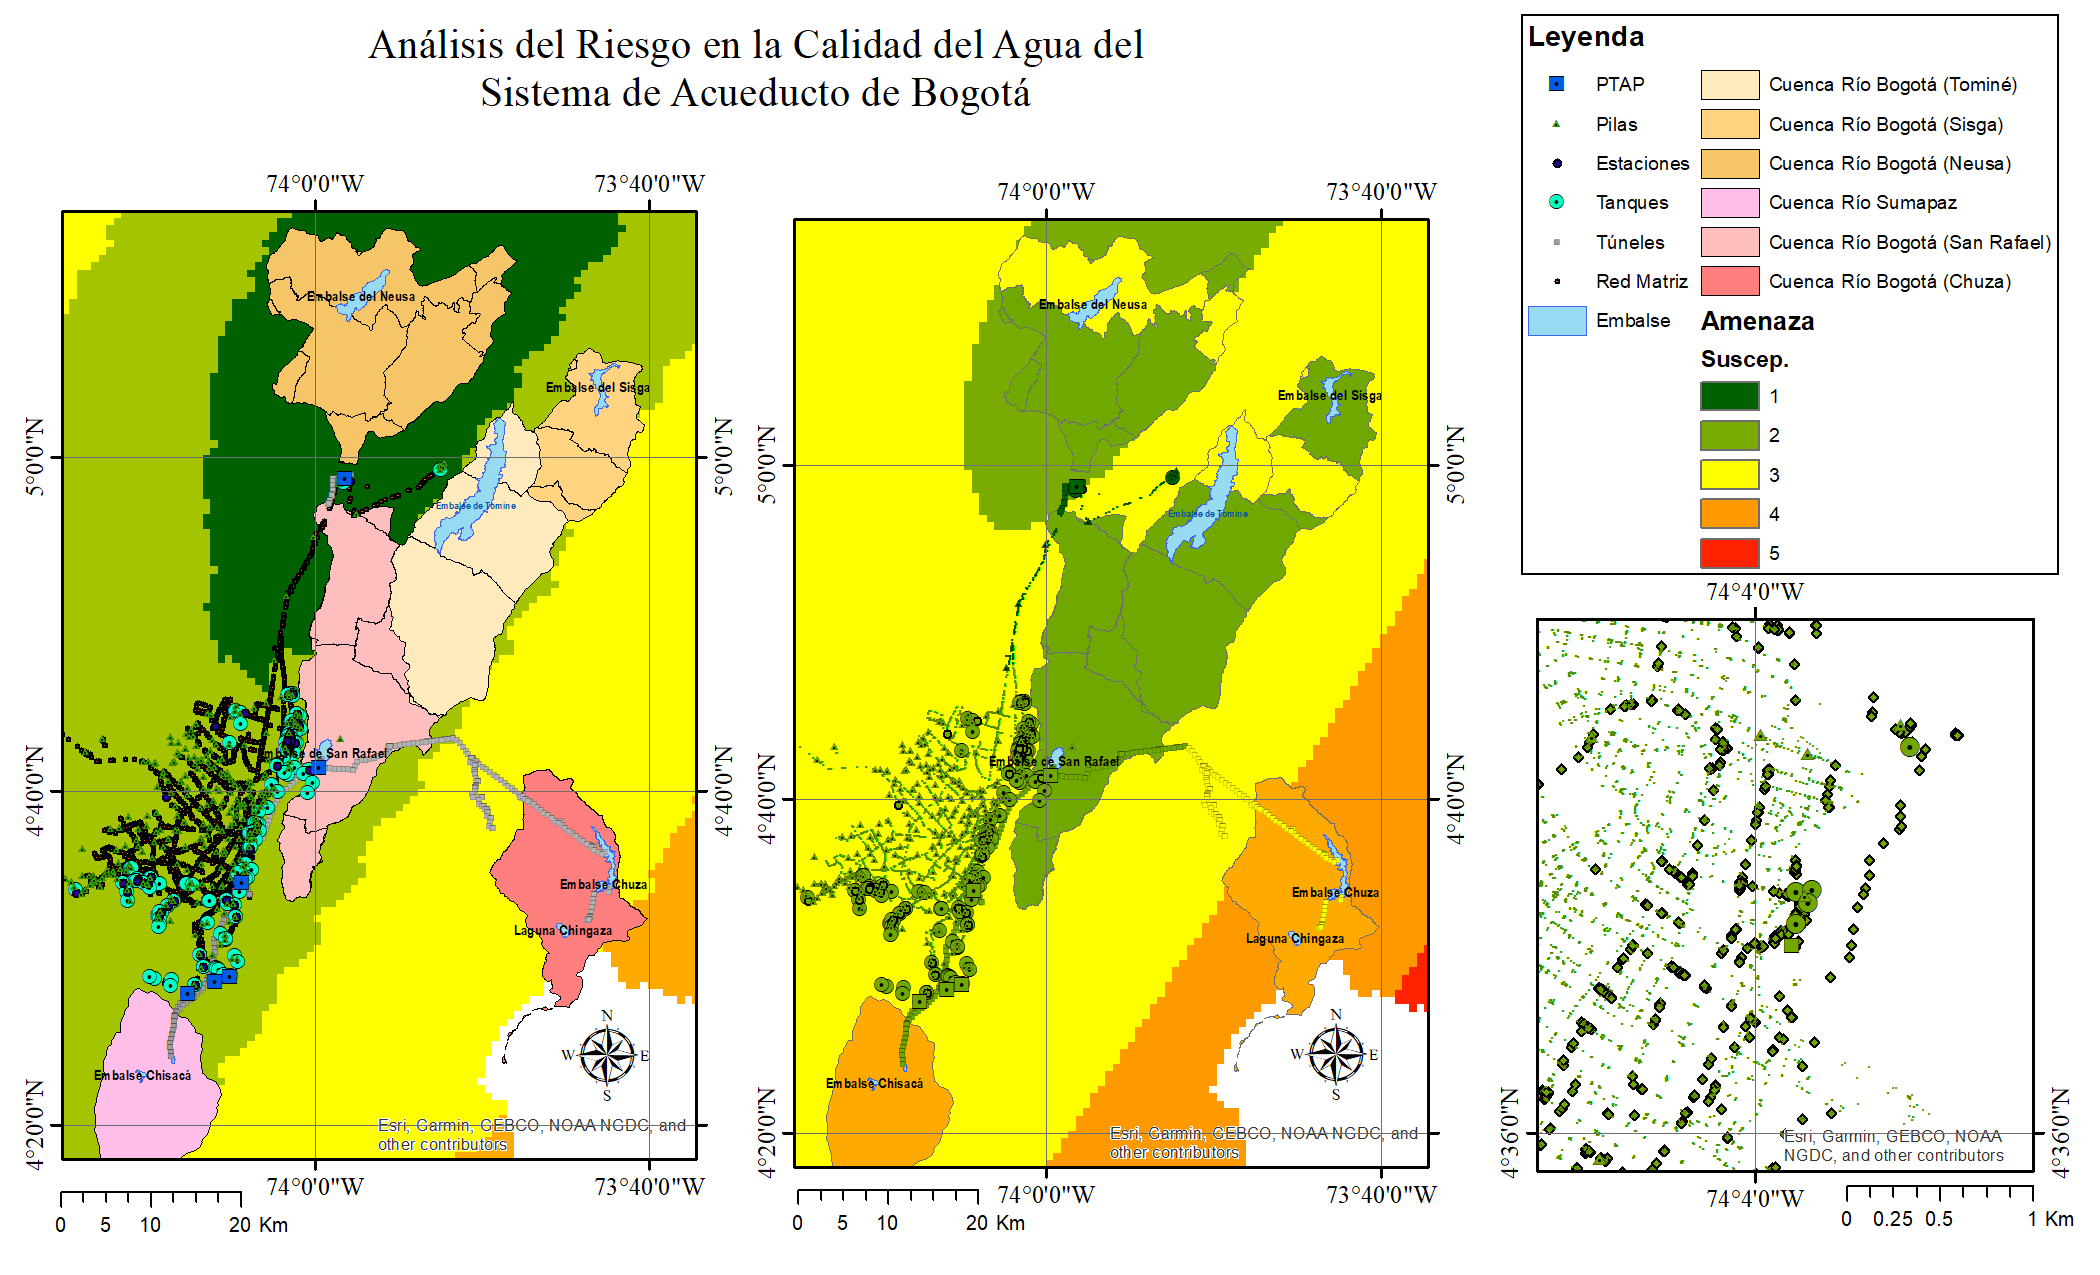 Análisis del Riesgo en la Calidad del Agua del
Sistema de Acueducto de Bogotá
Leyenda
PTAP
Pilas
Estaciones
Tanques
Túneles
Red Matriz
Embalse
Cuenca Río Bogotá (Tominé)
Cuenca Río Bogotá (Sisga)
Cuenca Río Bogotá (Neusa)
Cuenca Río Sumapaz
Cuenca Río Bogotá (San Rafael)
Cuenca Río Bogotá (Chuza)
Amenaza
Suscep.
1
2
3
4
5
74°0'0"W
73°40'0"W
5°0'0"N
4°40'0"N
4°20'0"N
Embalse del Neusa
Embalse del Sisga
Embalse de Tomine
Embalse de San Rafael
Embalse Chuza
Laguna Chingaza
Embalse Chisacá
N
W
E
S
Esri, Garmin, GEBCO, NOAA NGDC, and
other contributors
5°0'0"N
4°40'0"N
4°20'0"N
74°0'0"W
73°40'0"W
0 5 10 20 Km
74°0'0"W
73°40'0"W
5°0'0"N
4°40'0"N
4°20'0"N
Embalse del Neusa
Embalse del Sisga
Embalse de Tomine
Embalse de San Rafael
Embalse Chuza
Laguna Chingaza
Embalse Chisacá
N
W
E
S
Esri, Garmin, GEBCO, NOAA NGDC, and
other contributors
5°0'0"N
4°40'0"N
74°0'0"W
73°40'0"W
0 5 10 20 Km
74°4'0"W
4°36'0"N
4°36'0"N
Esri, Garmin, GEBCO, NOAA
NGDC, and other contributors
74°4'0"W
0 0.25 0.5 1 Km